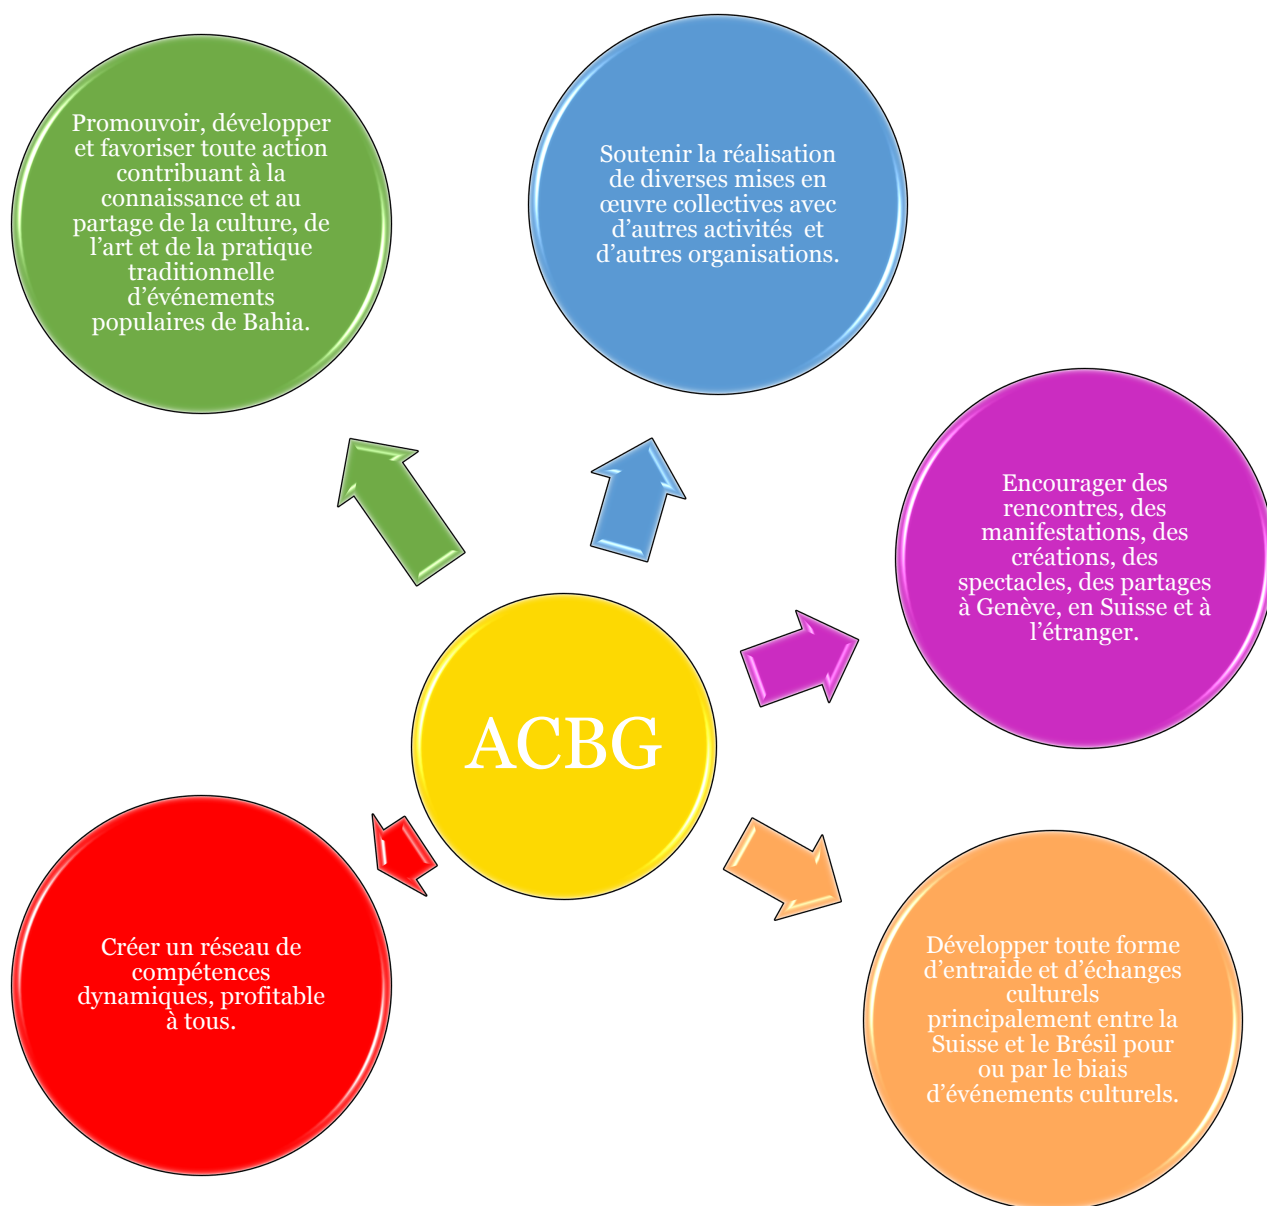 Promouvoir, développer
et favoriser toute action
contribuant à la
connaissance et au
partage de la culture, de
l’art et de la pratique
traditionnelle
d’événements
populaires de Bahia.
Soutenir la réalisation
de diverses mises en
œuvre collectives avec
d’autres activités  et
d’autres organisations.
Encourager des
rencontres, des
manifestations, des
créations, des
spectacles, des partages
à Genève, en Suisse et à
l’étranger.
ACBG
Créer un réseau de
compétences
dynamiques, profitable
à tous.
Développer toute forme
d’entraide et d’échanges
culturels
principalement entre la
Suisse et le Brésil pour
ou par le biais
d’événements culturels.